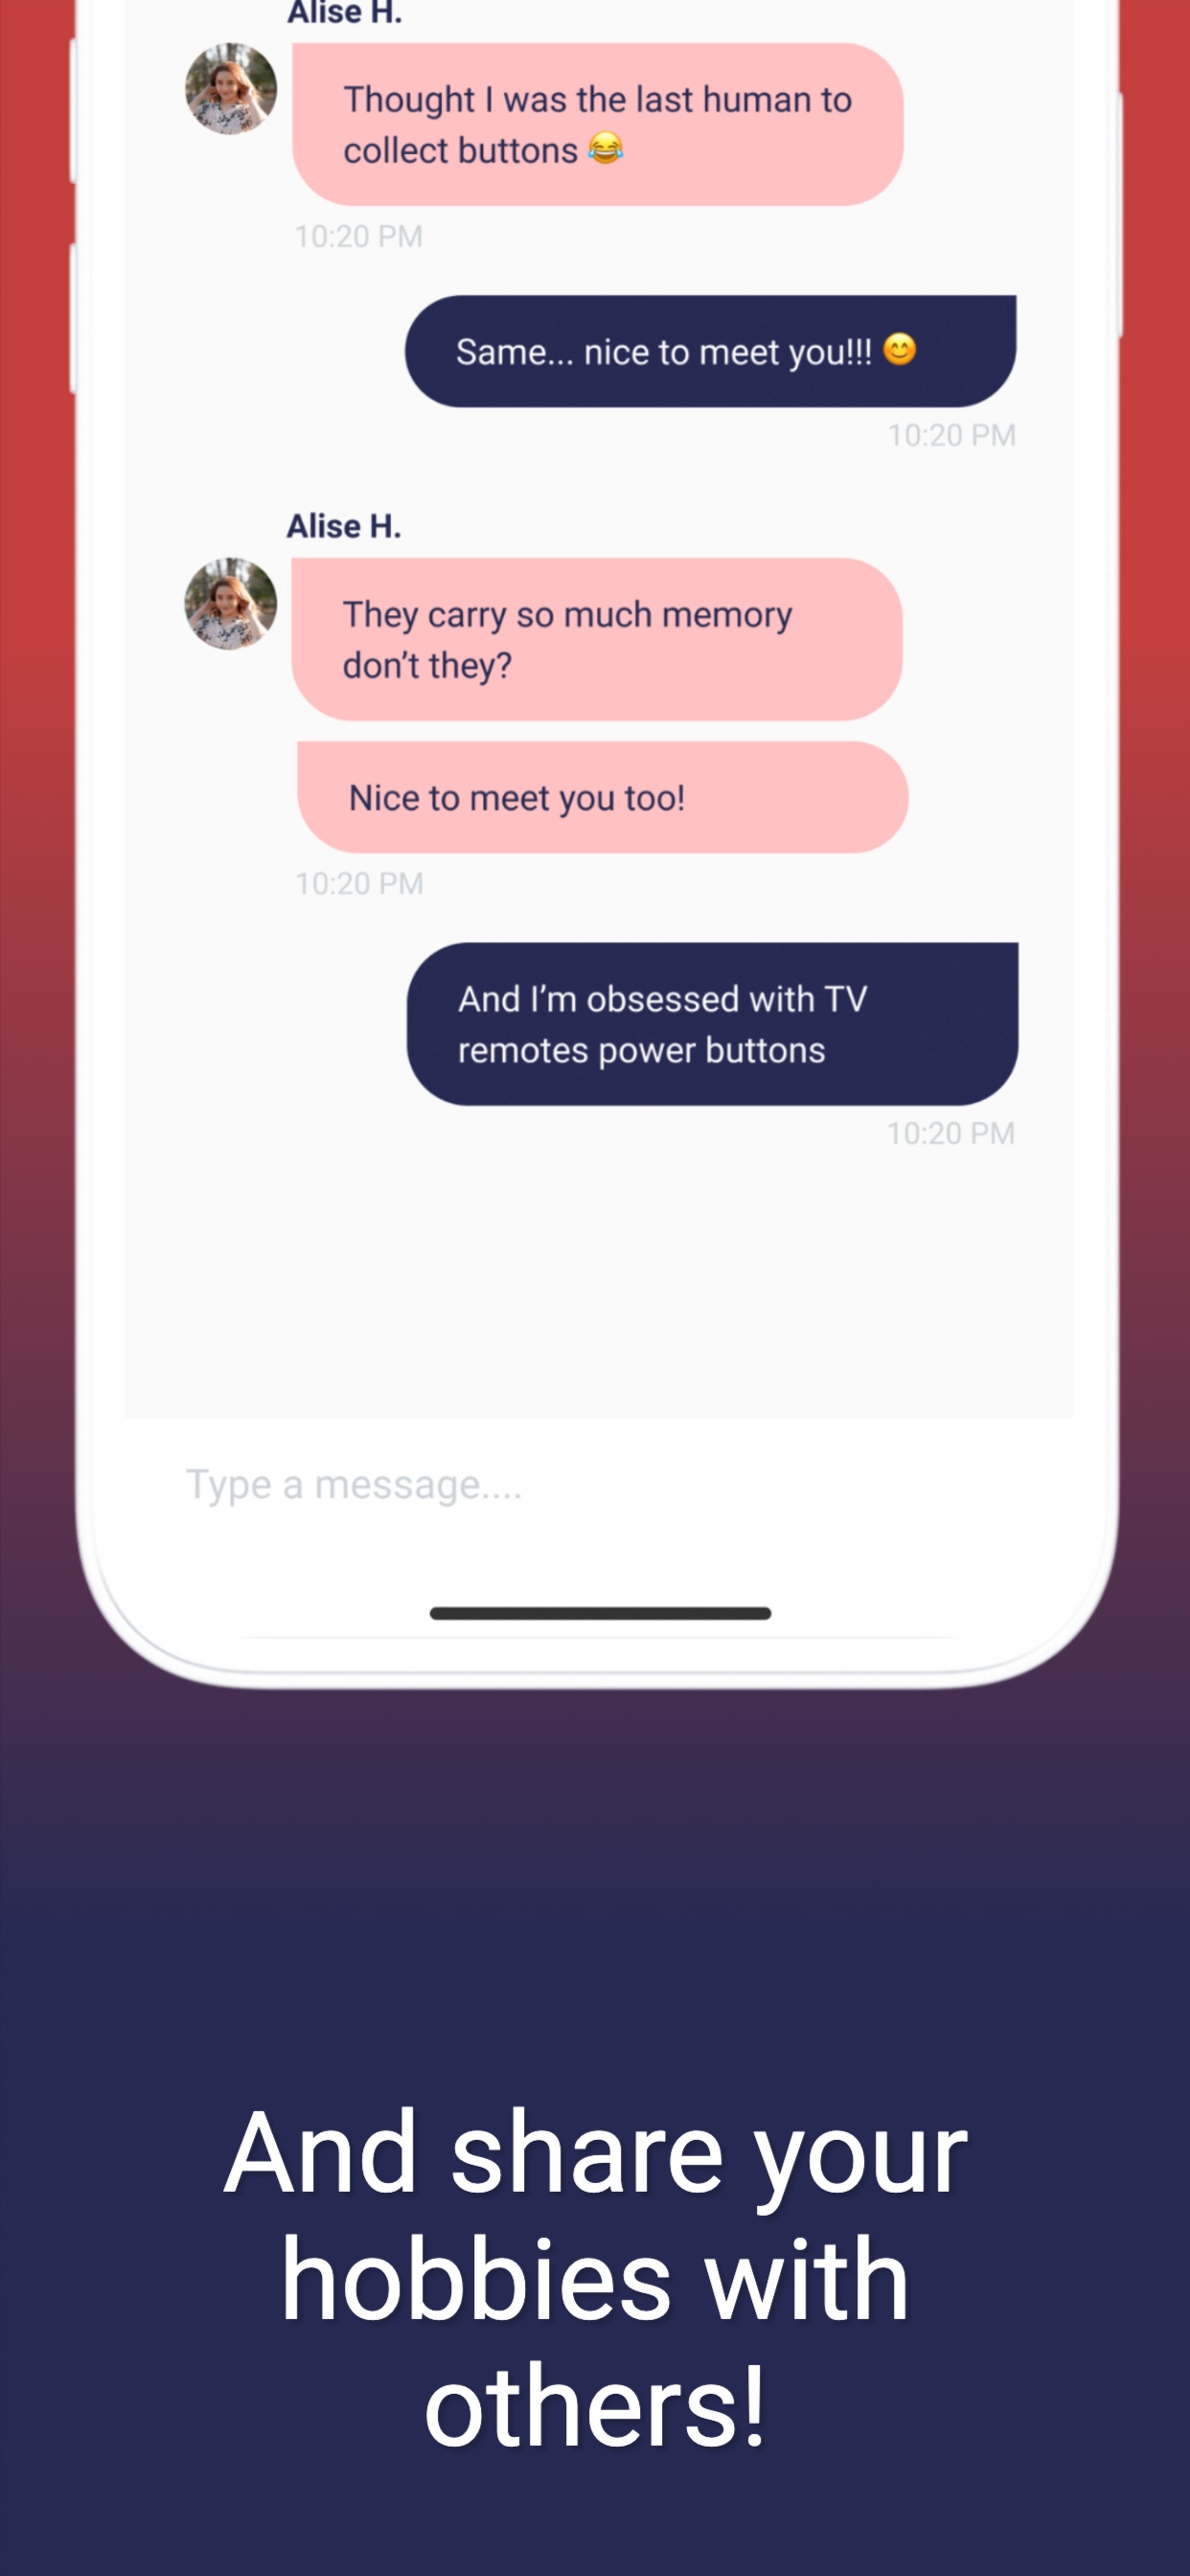 Alise H.
Thought I was the last human to
collect buttons 😂
10:20 PM
Same... nice to meet you!!! 😊
10:20 PM
Alise H.
They carry so much memory
don’t they?
Nice to meet you too!
10:20 PM
And I’m obsessed with TV
remotes power buttons
10:20 PM
Type a message....
And share your
hobbies with
others!